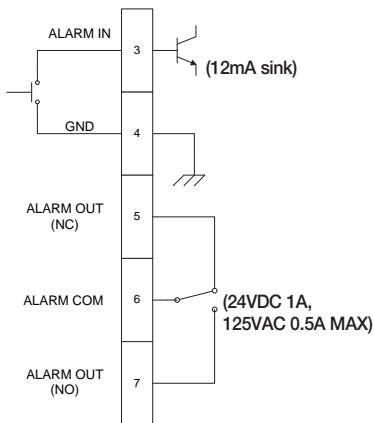 ALARM IN
3
(12mA sink)
GND
4
ALARM OUT
(NC)
5
ALARM COM
6
(24VDC 1A,
125VAC 0.5A MAX)
ALARM OUT
(NO)
7